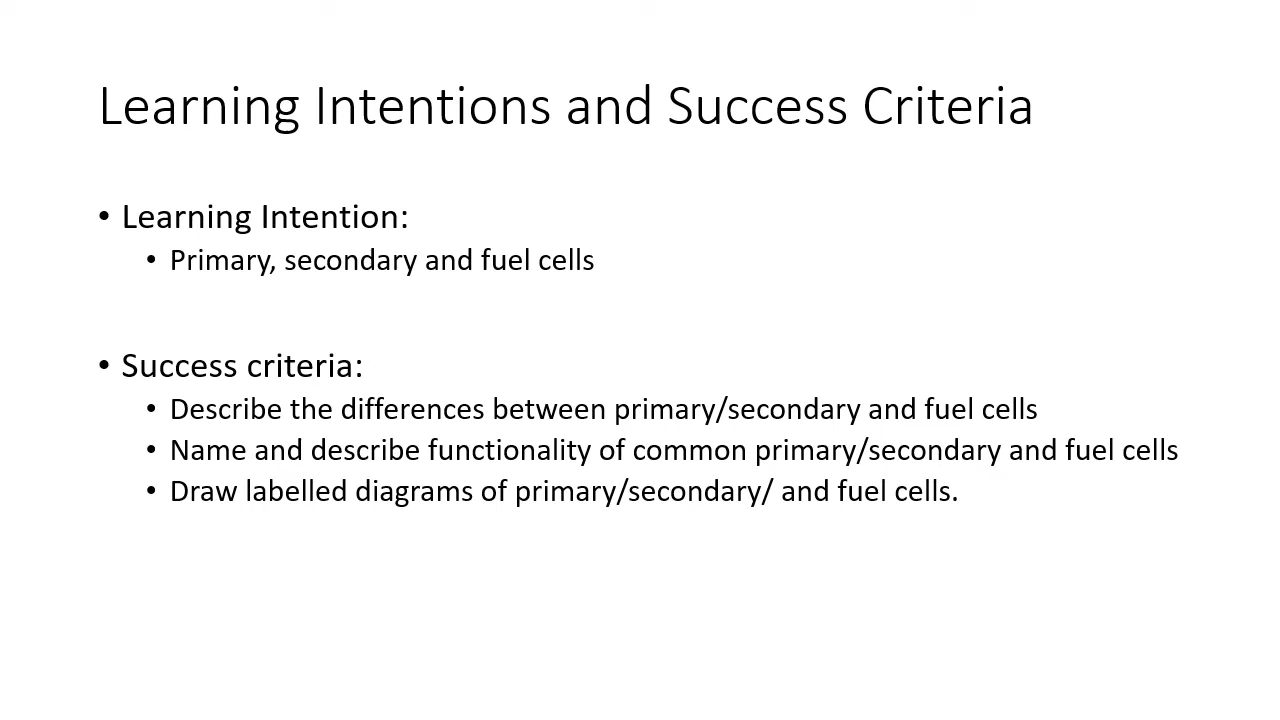 Learning Intentions and Success Criteria
• Learning Intention:
• Primary, secondary and fuel cells
• Success criteria:
• Describe the differences between primary/secondary and fuel cells
• Name and describe functionality of common primary/secondary and fuel cells
• Draw labelled diagrams of primary/secondary/ and fuel cells.